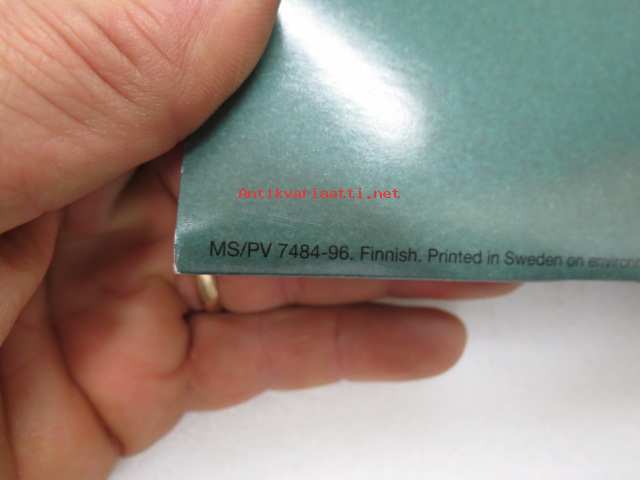 Antikvariaatti.net
MS/PV 7484-96. Finnish. Printed in Sweden on